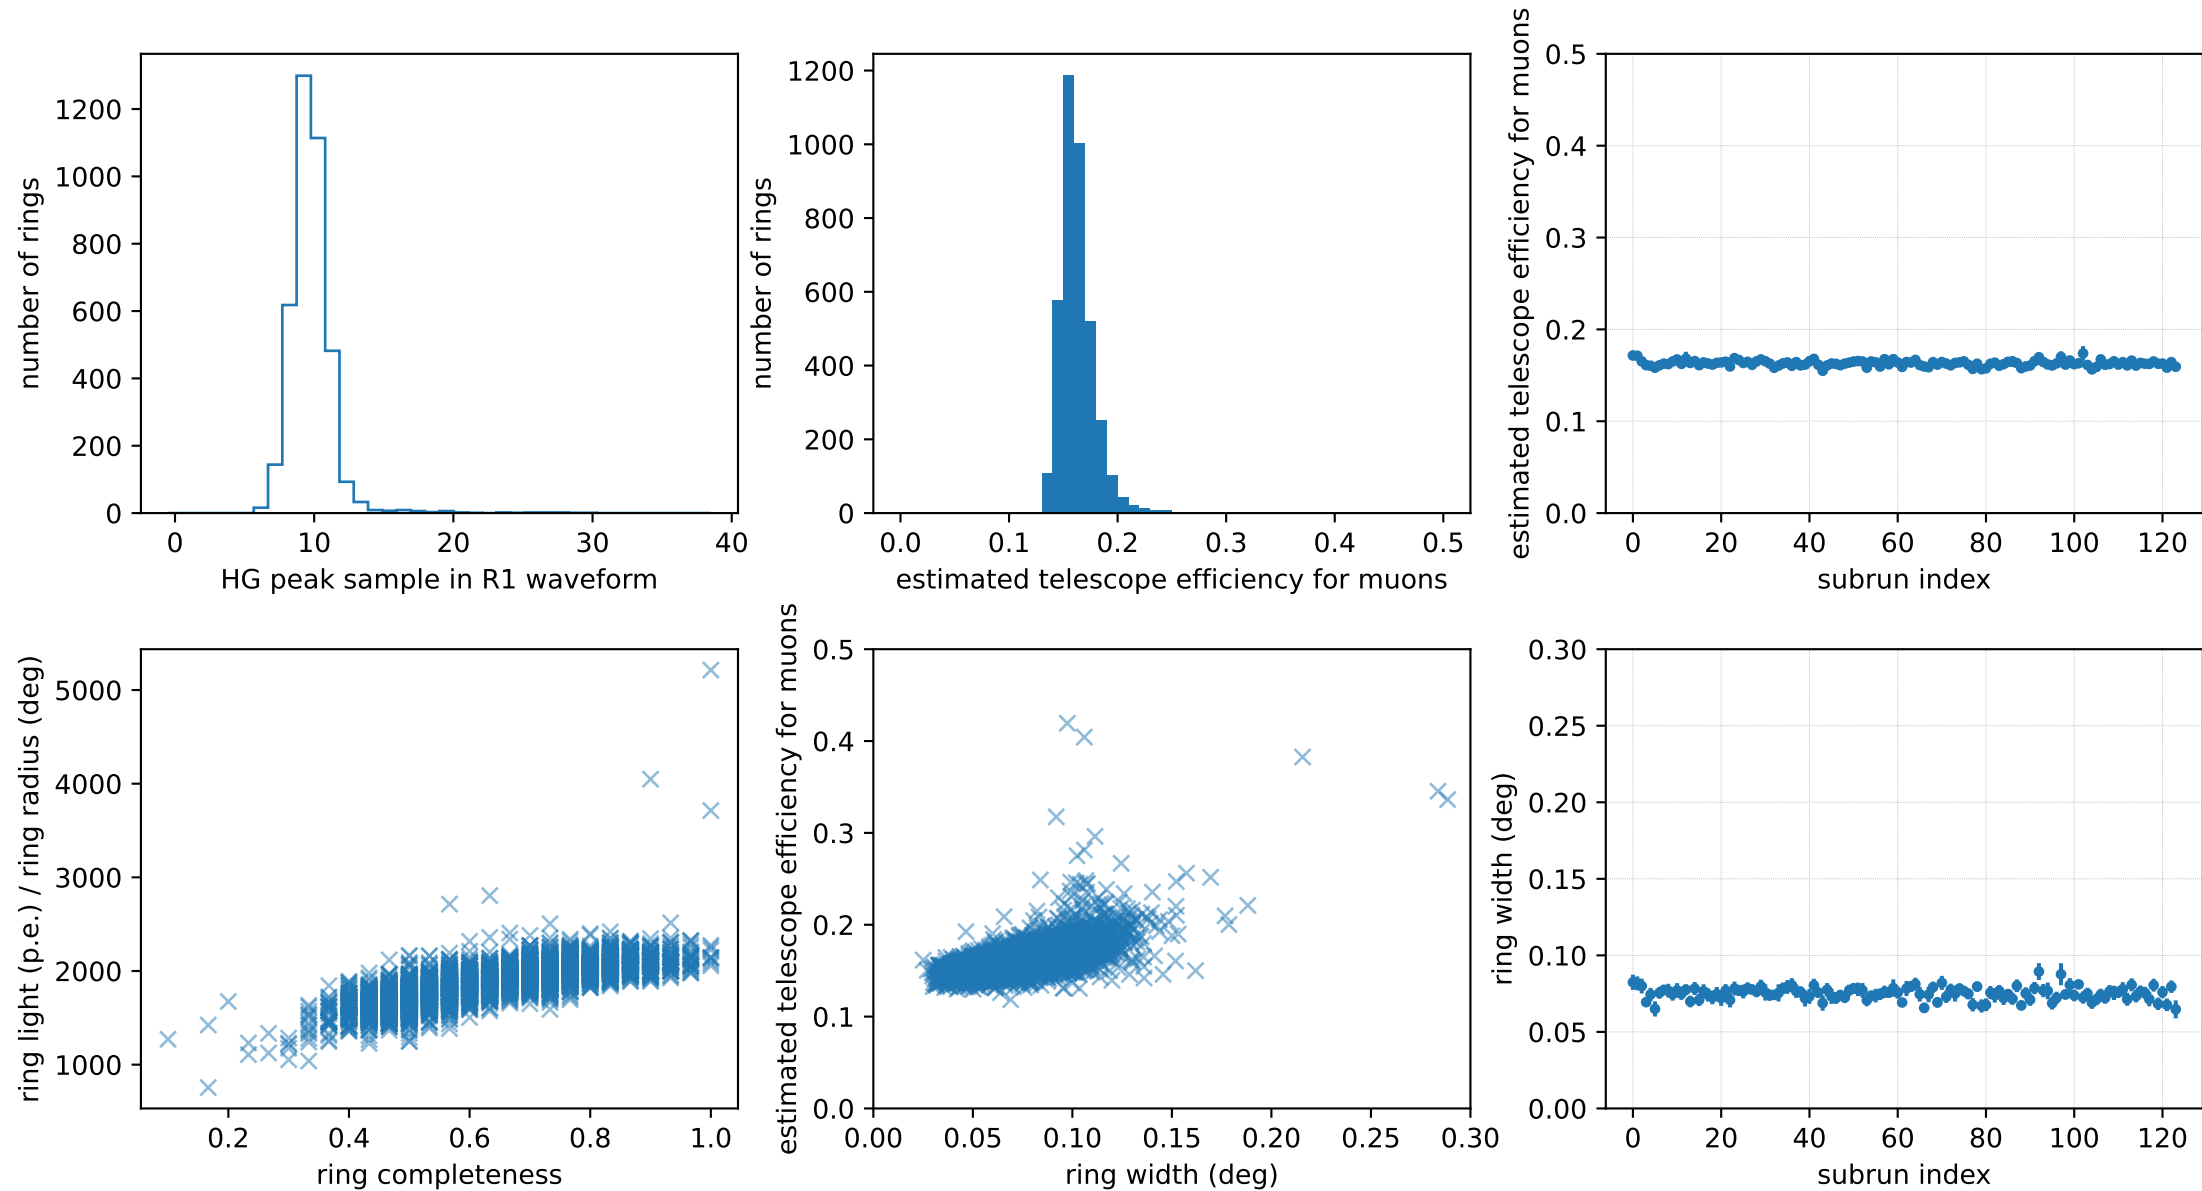 number of rings
1200
1000
800
600
400
200
0
0 10 20 30 40
HG peak sample in R1 waveform
number of rings
1200
1000
800
600
400
200
0
0.0 0.1 0.2 0.3 0.4 0.5
estimated telescope efficiency for muons
estimated telescope efficiency for muons
0.5
0.4
0.3
0.2
0.1
0.0
0 20 40 60 80 100 120
subrun index
ring light (p.e.) / ring radius (deg)
5000
4000
3000
2000
1000
0.2 0.4 0.6 0.8 1.0
ring completeness
estimated telescope efficiency for muons
0.5
0.4
0.3
0.2
0.1
0.0
0.00 0.05 0.10 0.15 0.20 0.25 0.30
ring width (deg)
ring width (deg)
0.30
0.25
0.20
0.15
0.10
0.05
0.00
0 20 40 60 80 100 120
subrun index